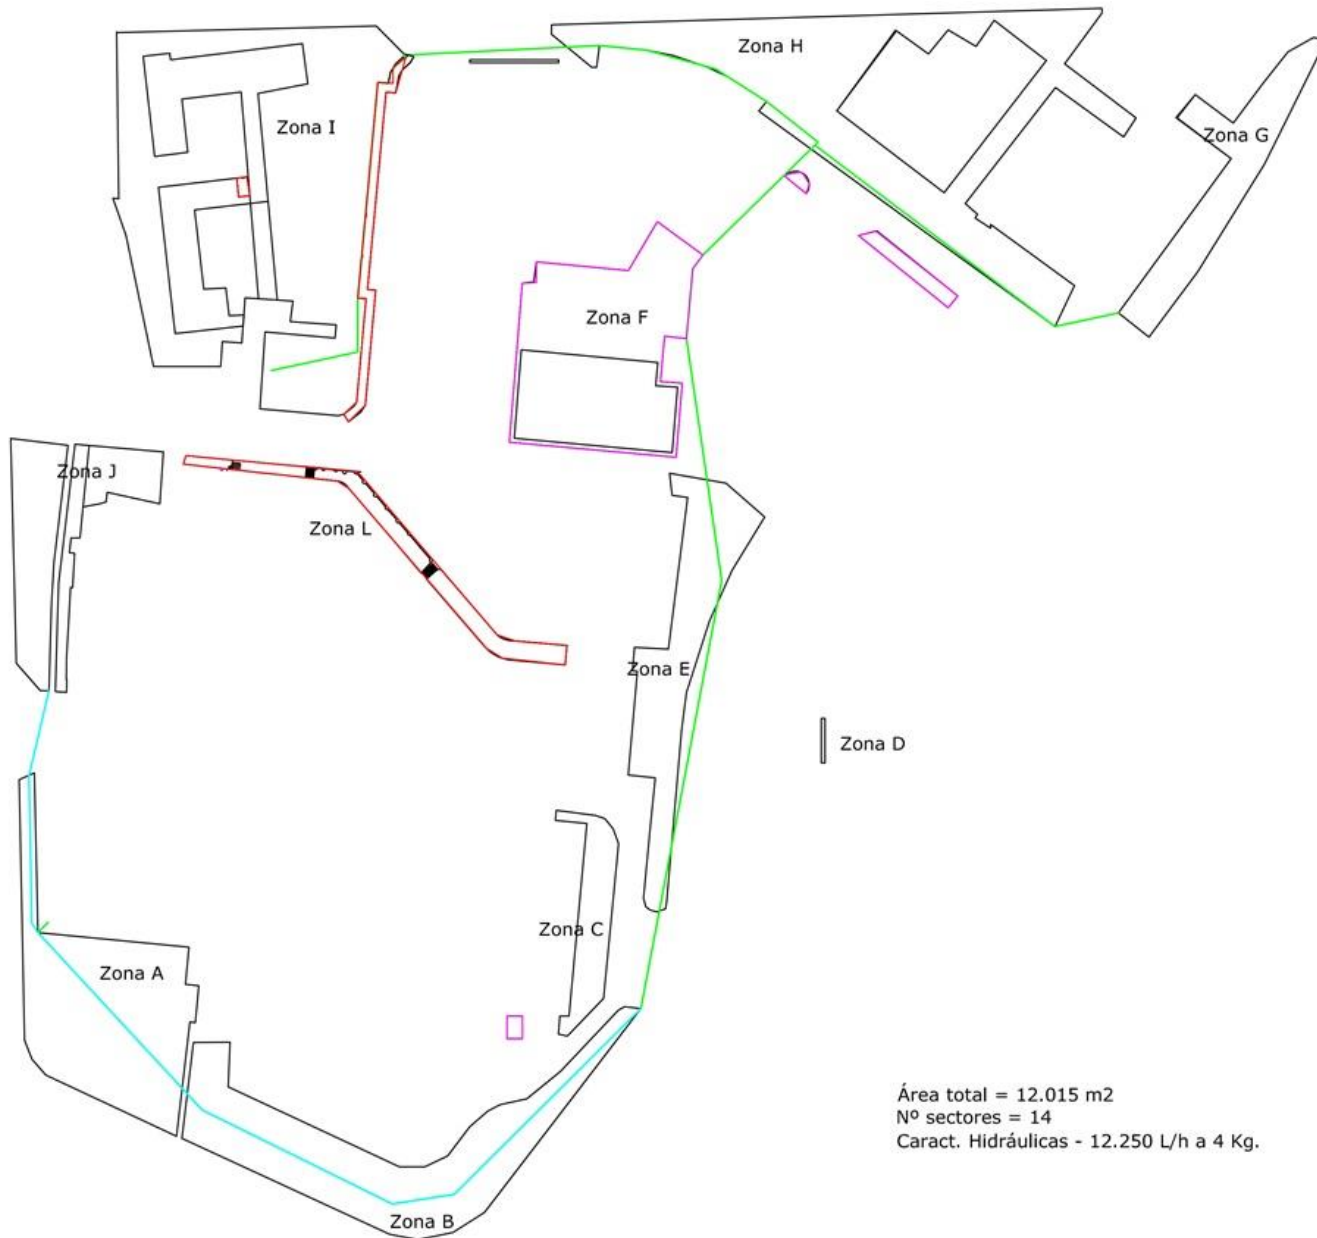 Zona H
Zona I
Zona G
Zona F
Zona J
Zona L
Zona E
Zona D
Zona C
Zona A
Zona B
Área total = 12.015 m2
Nº sectores = 14
Caract. Hidráulicas - 12.250 L/h a 4 Kg.